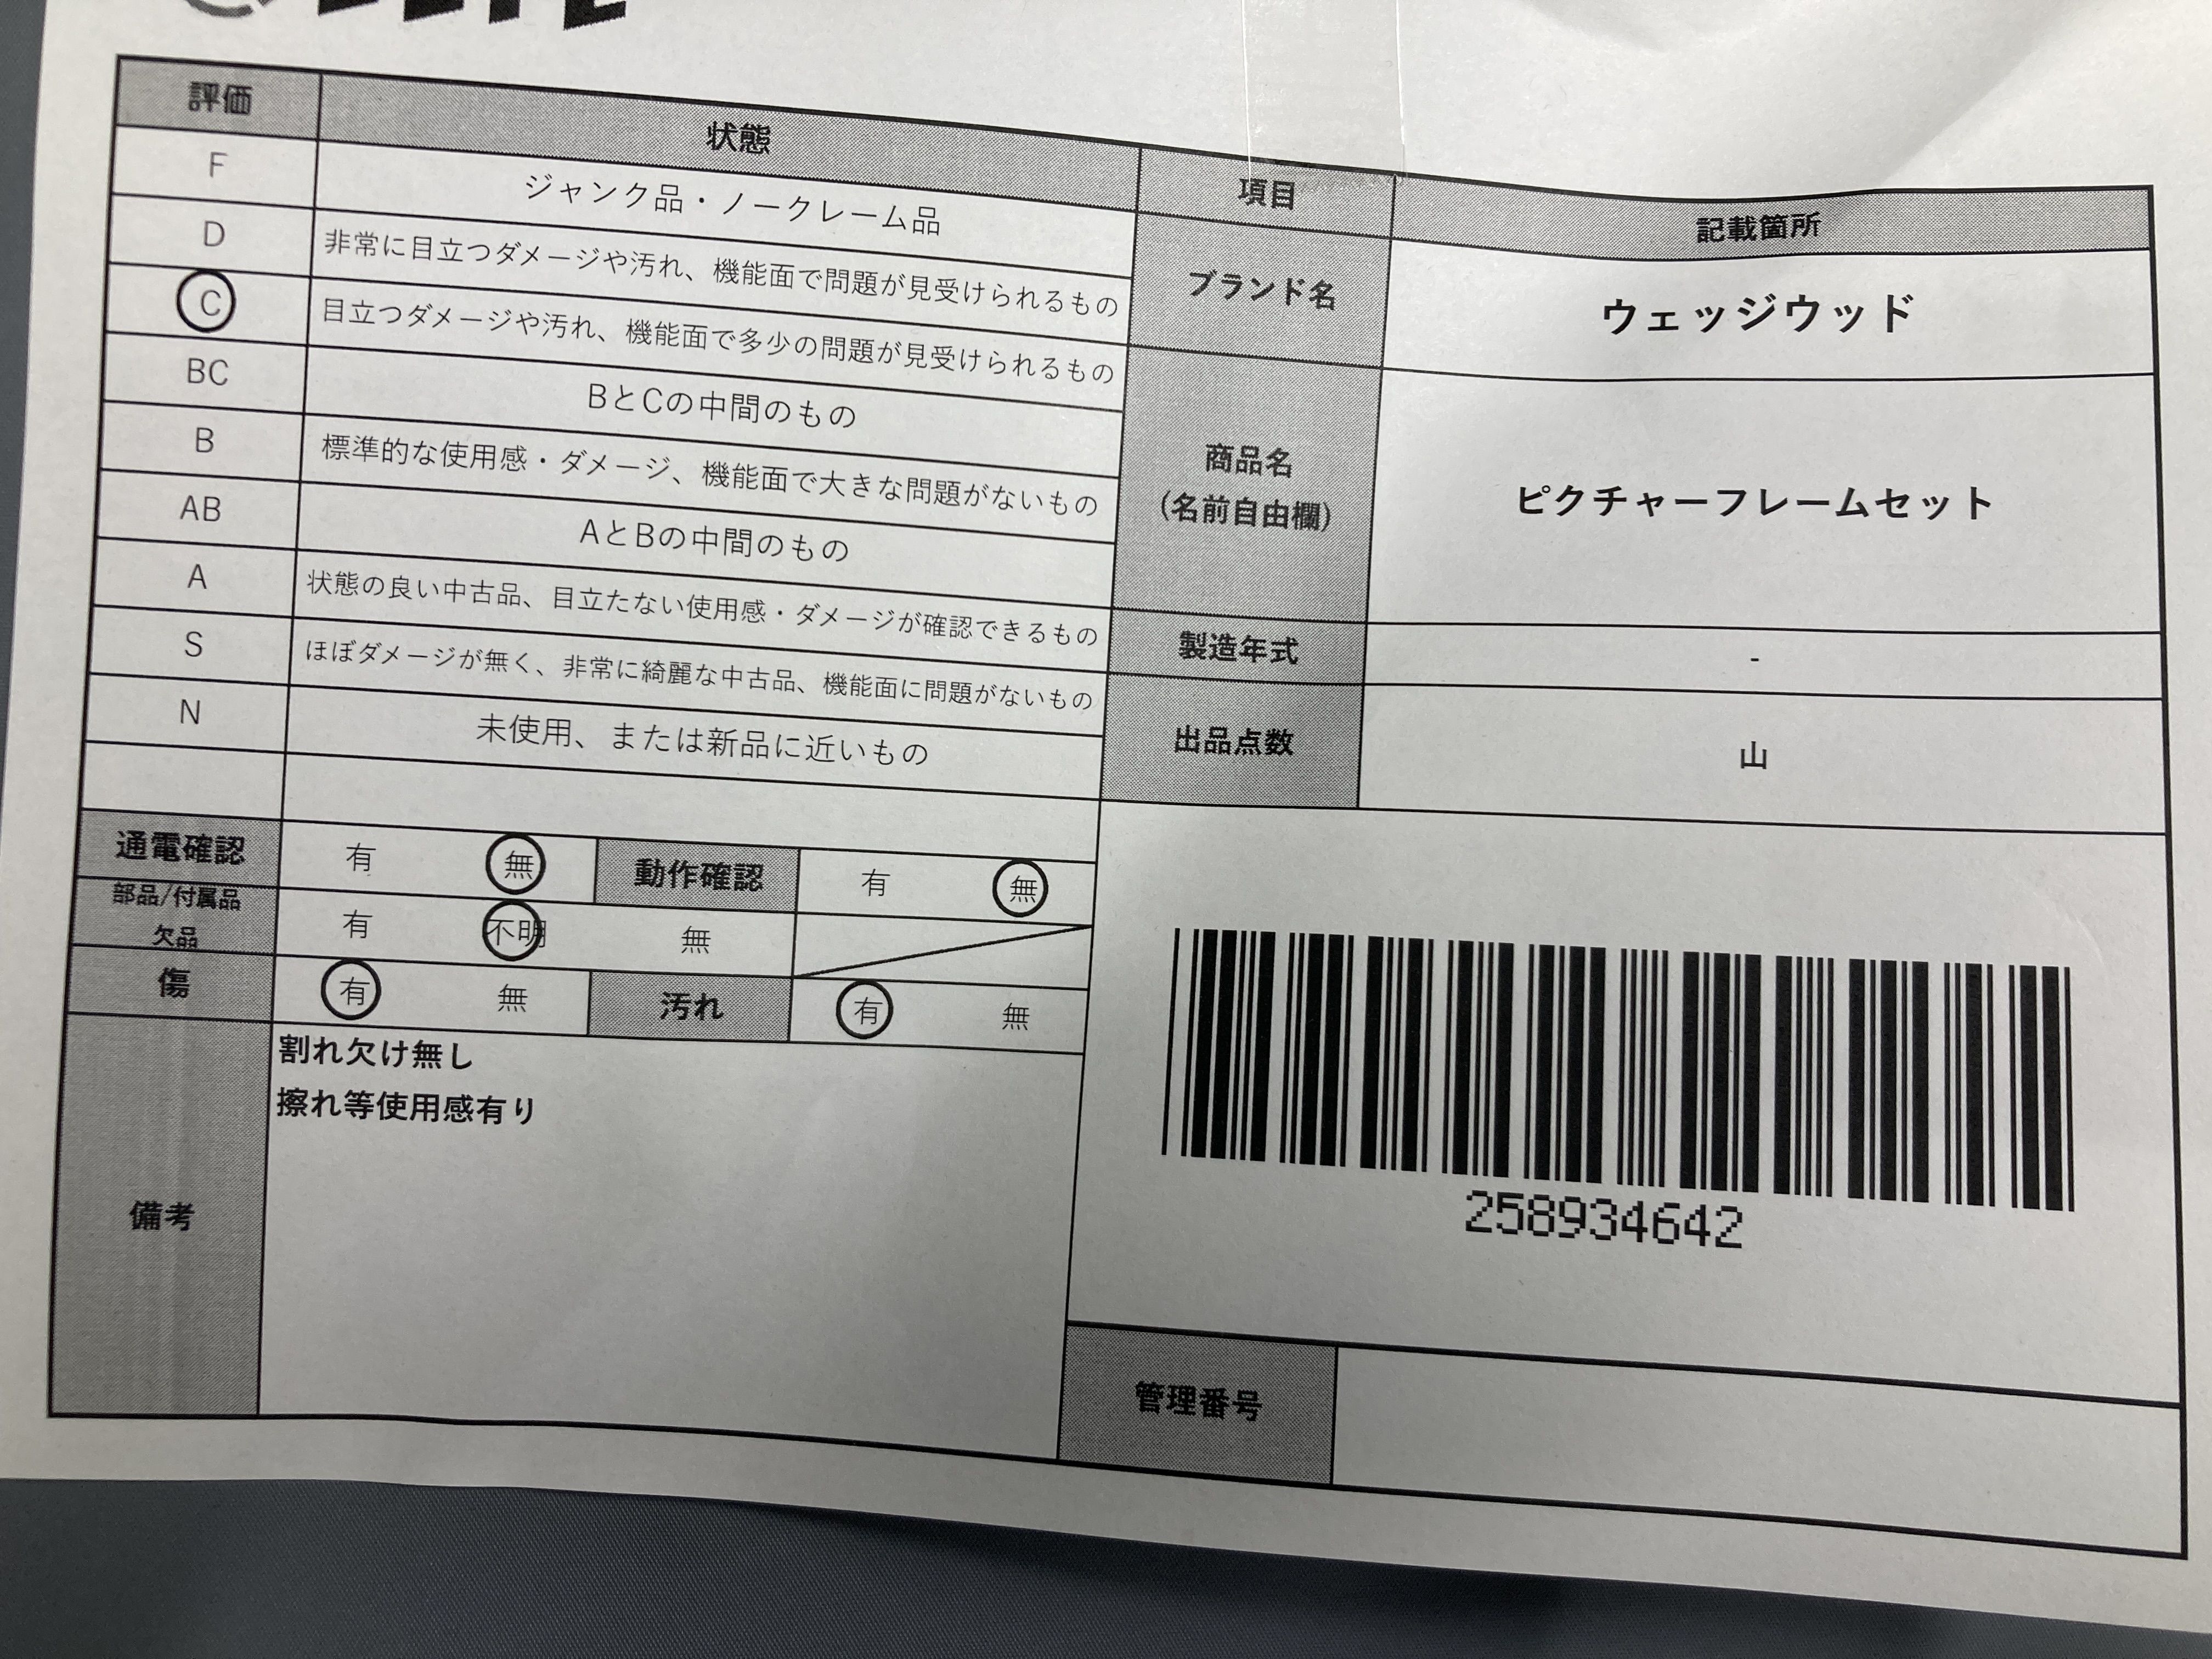 評価 状態
F ジャンク品・ノークレーム品
D 非常に目立つダメージや汚れ、機能面で問題が見受けられるもの
C 目立つダメージや汚れ、機能面で多少の問題が見受けられるもの
BC BとCの中間のもの
B 標準的な使用感・ダメージ、機能面で大きな問題がないもの
AB AとBの中間のもの
A 状態の良い中古品、目立たない使用感・ダメージが確認できるもの
S ほぼダメージが無く、非常に綺麗な中古品、機能面に問題がないもの
N 未使用、または新品に近いもの
通電確認 有 無 動作確認 有 無
部品/付属品
欠品 有 不明 無
傷 有 無 汚れ 有 無
備考
割れ欠け無し
擦れ等使用感有り
項目 記載箇所
ブランド名 ウェッジウッド
商品名
(名前自由欄)
ピクチャーフレームセット
製造年式 -
出品点数 山
258934642
管理番号